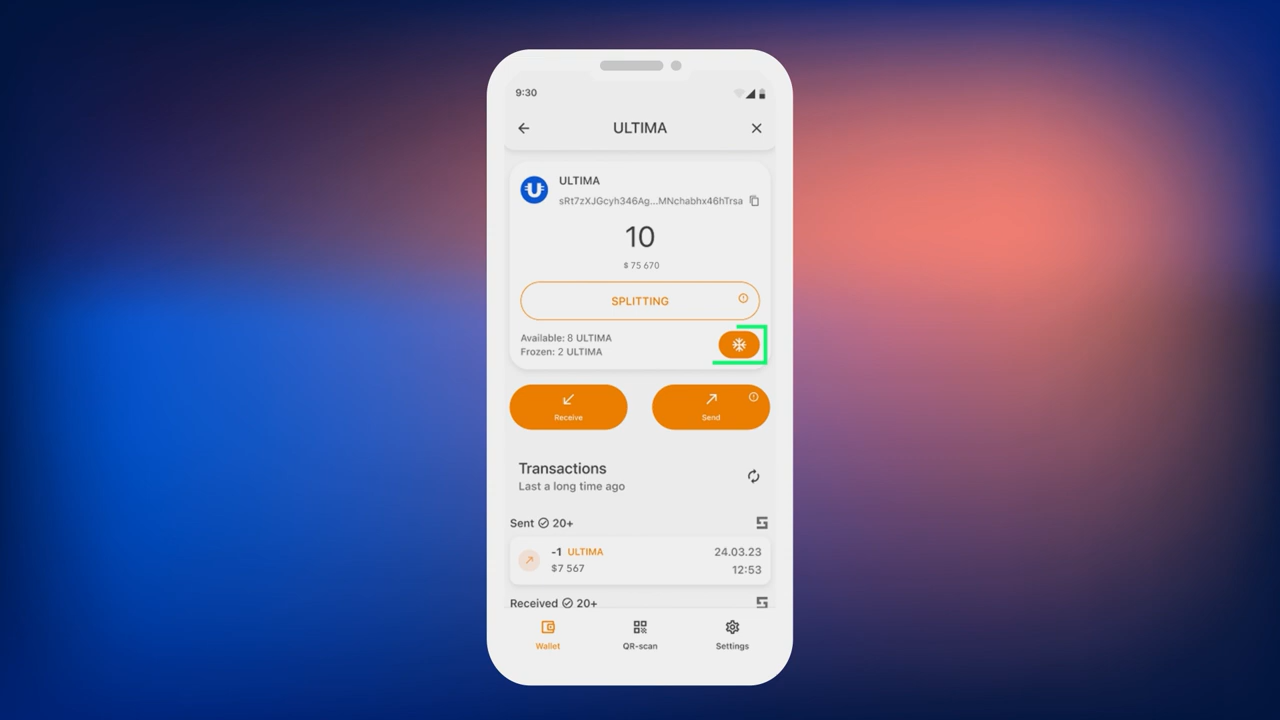 9:30
ULTIMA
ULTIMA
sRt7zXJGcyh346Ag...MNchabhx46hTrsa
10
$ 75 670
SPLITTING
Available: 8 ULTIMA
Frozen: 2 ULTIMA
Receive
Send
Transactions
Last a long time ago
Sent 20+
-1 ULTIMA 24.03.23
$7 567 12:53
Received 20+
Wallet QR-scan Settings